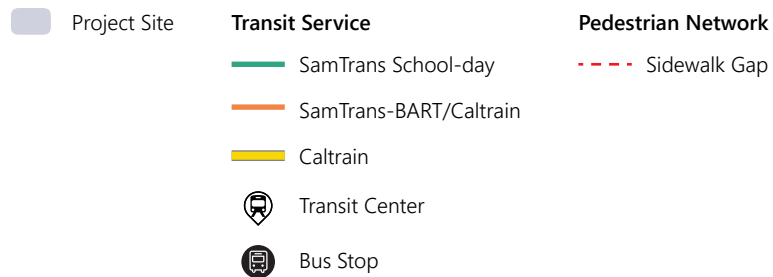 Project Site
Transit Service
SamTrans School-day
SamTrans-BART/Caltrain
Caltrain
Transit Center
Bus Stop
Pedestrian Network
Sidewalk Gap